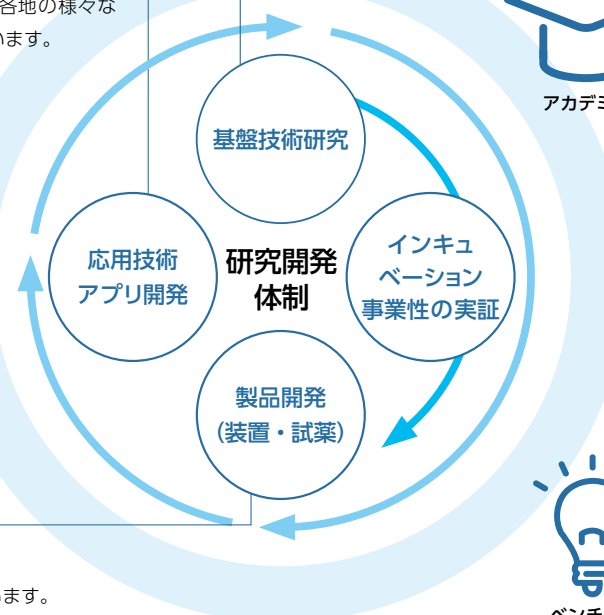 各地の様々な
います。
アカデミ
基盤技術研究
応用技術
アプリ開発
研究開発
体制
インキュ
ベーション
事業性の実証
製品開発
（装置・試薬）
います。